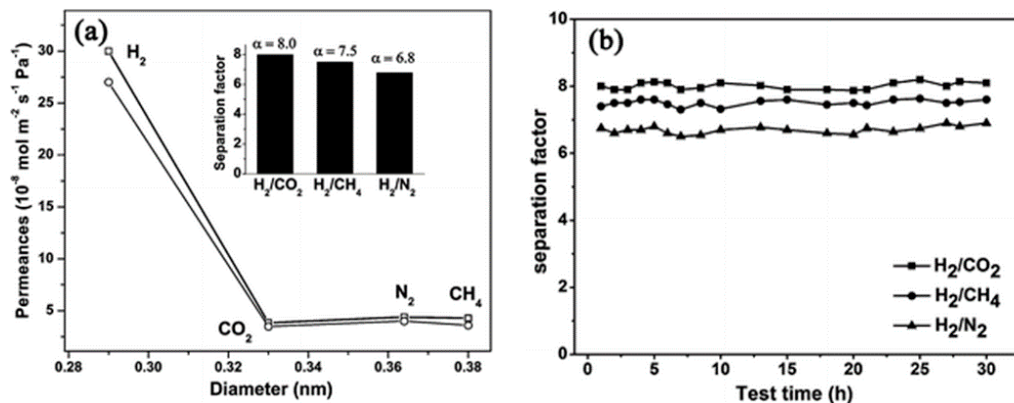 (a)
Permeances (10⁻⁸ mol m⁻² s⁻¹ Pa⁻¹)
30
25
20
15
10
5
H₂
CO₂
N₂
CH₄
0.28 0.30 0.32 0.34 0.36 0.38
Diameter (nm)
Separation factor
8
6
4
2
0
α = 8.0 α = 7.5 α = 6.8
H₂/CO₂ H₂/CH₄ H₂/N₂
(b)
separation factor
10
8
6
4
2
0
H₂/CO₂
H₂/CH₄
H₂/N₂
0 5 10 15 20 25 30
Test time (h)